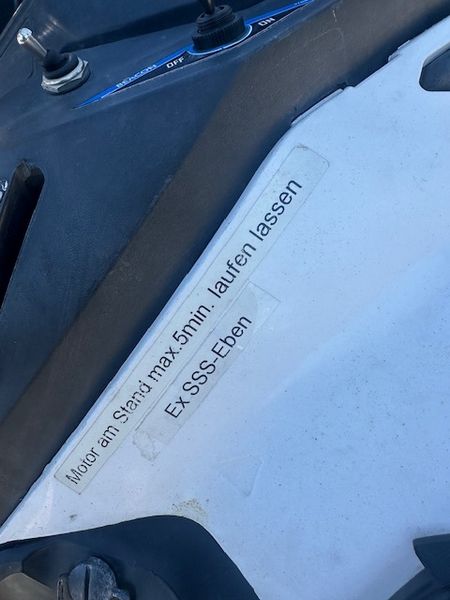 BEACON OFF ON
Motor am Stand max.5min. laufen lassen
Ex SSS-Eben